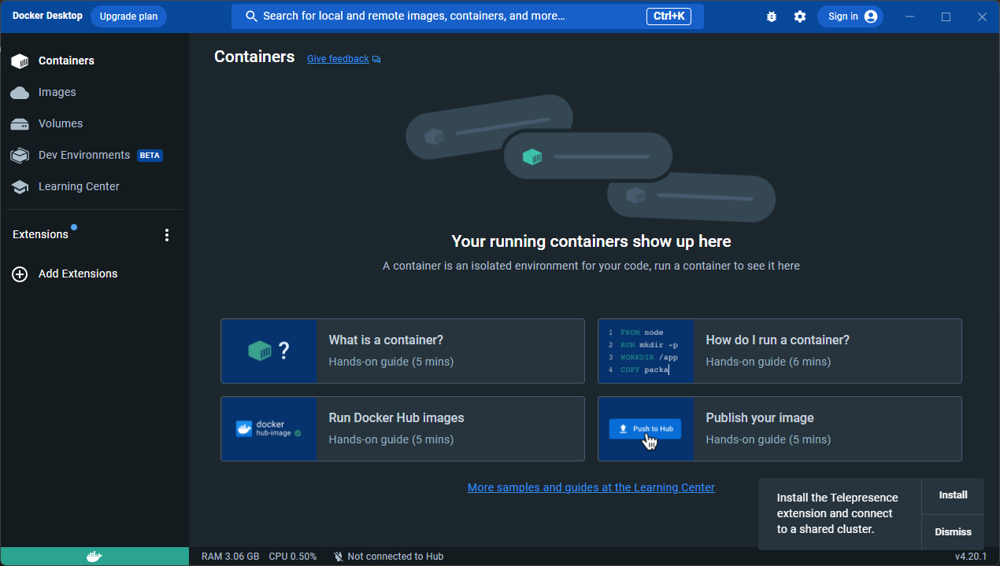 Docker Desktop
Upgrade plan
Search for local and remote images, containers, and more...
Ctrl+K
Sign in
Containers
Images
Volumes
Dev Environments
BETA
Learning Center
Extensions
Add Extensions
Containers
Give feedback
Your running containers show up here
A container is an isolated environment for your code, run a container to see it here
?
What is a container?
Hands-on guide (5 mins)
1 FROM node
2 RUN mkdir -p
3 WORKDIR /app
4 COPY packa
How do I run a container?
Hands-on guide (6 mins)
docker
hub-image
Run Docker Hub images
Hands-on guide (5 mins)
Push to Hub
Publish your image
Hands-on guide (5 mins)
More samples and guides at the Learning Center
Install the Telepresence
extension and connect
to a shared cluster.
Install
Dismiss
RAM 3.06 GB
CPU 0.50%
Not connected to Hub
v4.20.1